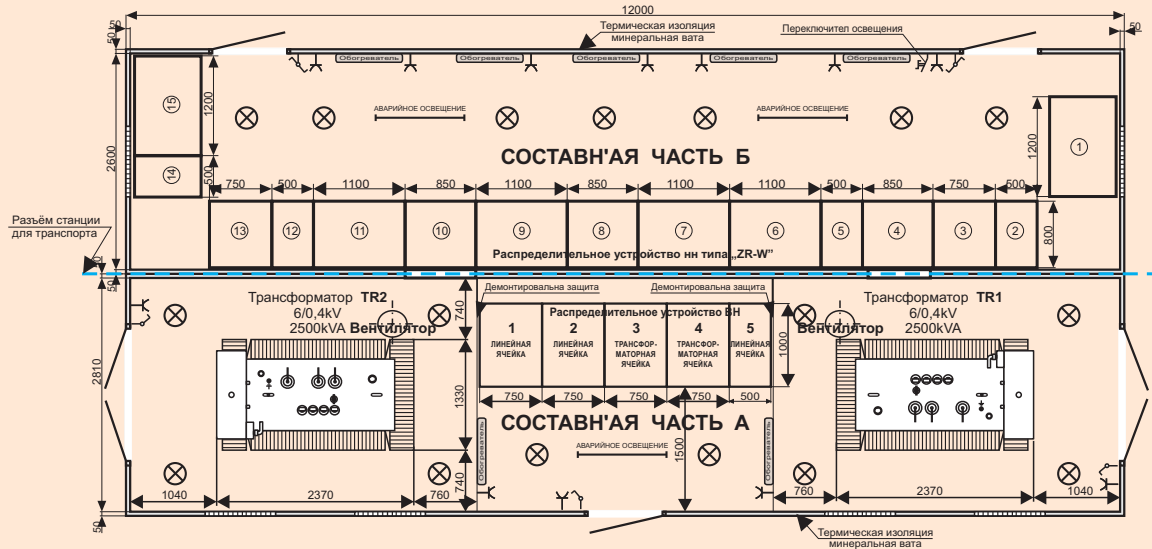 12000
50
50
50
Термическая изоляция
минеральная вата
Переключител освещения
Обогреватель
Обогреватель
Обогреватель
Обогреватель
Обогреватель
15
1200
АВАРИЙНОЕ ОСВЕЩЕНИЕ
АВАРИЙНОЕ ОСВЕЩЕНИЕ
1200
1
2600
СОСТАВН'АЯ ЧАСТЬ Б
14
500
750
500
1100
850
1100
850
1100
1100
500
850
750
500
13
12
11
10
9
8
7
6
5
4
3
2
800
Разъём станции
для транспорта
Распределительное устройство нн типа „ZR-W"
50
Трансформатор TR2
6/0,4kV
2500kVA Вентилятор
740
Демонтировальна защита
Демонтировальна защита
Распределительное устройство ВН
Трансформатор TR1
6/0,4kV
2500kVA
Вентилятор
1
ЛИНЕЙНАЯ
ЯЧЕЙКА
2
ЛИНЕЙНАЯ
ЯЧЕЙКА
3
ТРАНСФОР-
МАТОРНАЯ
ЯЧЕЙКА
4
ТРАНСФОР-
МАТОРНАЯ
ЯЧЕЙКА
5
ЛИНЕЙНАЯ
ЯЧЕЙКА
1000
2810
1330
750
750
750
750
500
СОСТАВН'АЯ ЧАСТЬ А
Обогреватель
АВАРИЙНОЕ ОСВЕЩЕНИЕ
1500
Обогреватель
740
1040
2370
760
760
2370
1040
50
Термическая изоляция
минеральная вата